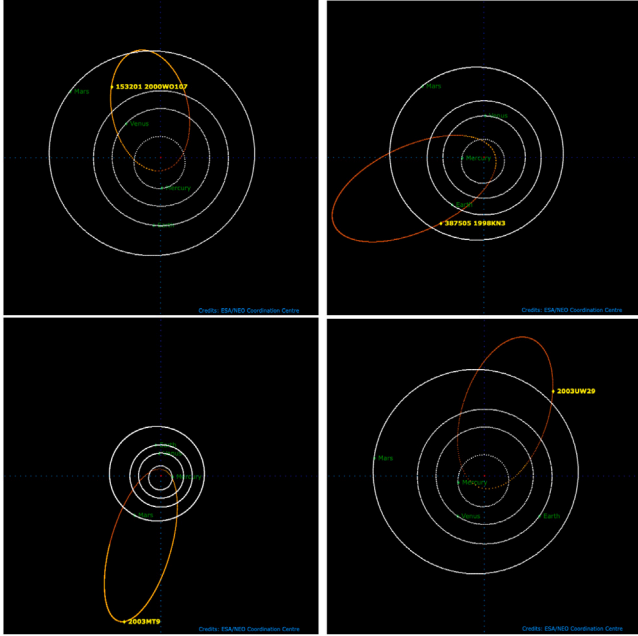 Mars
153201 2000WO107
Venus
Mercury
Earth
Credits: ESA/NEO Coordination Centre
Mars
Venus
Mercury
Earth
387505 1998KN3
Credits: ESA/NEO Coordination Centre
Earth
Venus
Mercury
Mars
2003MT9
Credits: ESA/NEO Coordination Centre
2003UW29
Mars
Mercury
Venus
Earth
Credits: ESA/NEO Coordination Centre